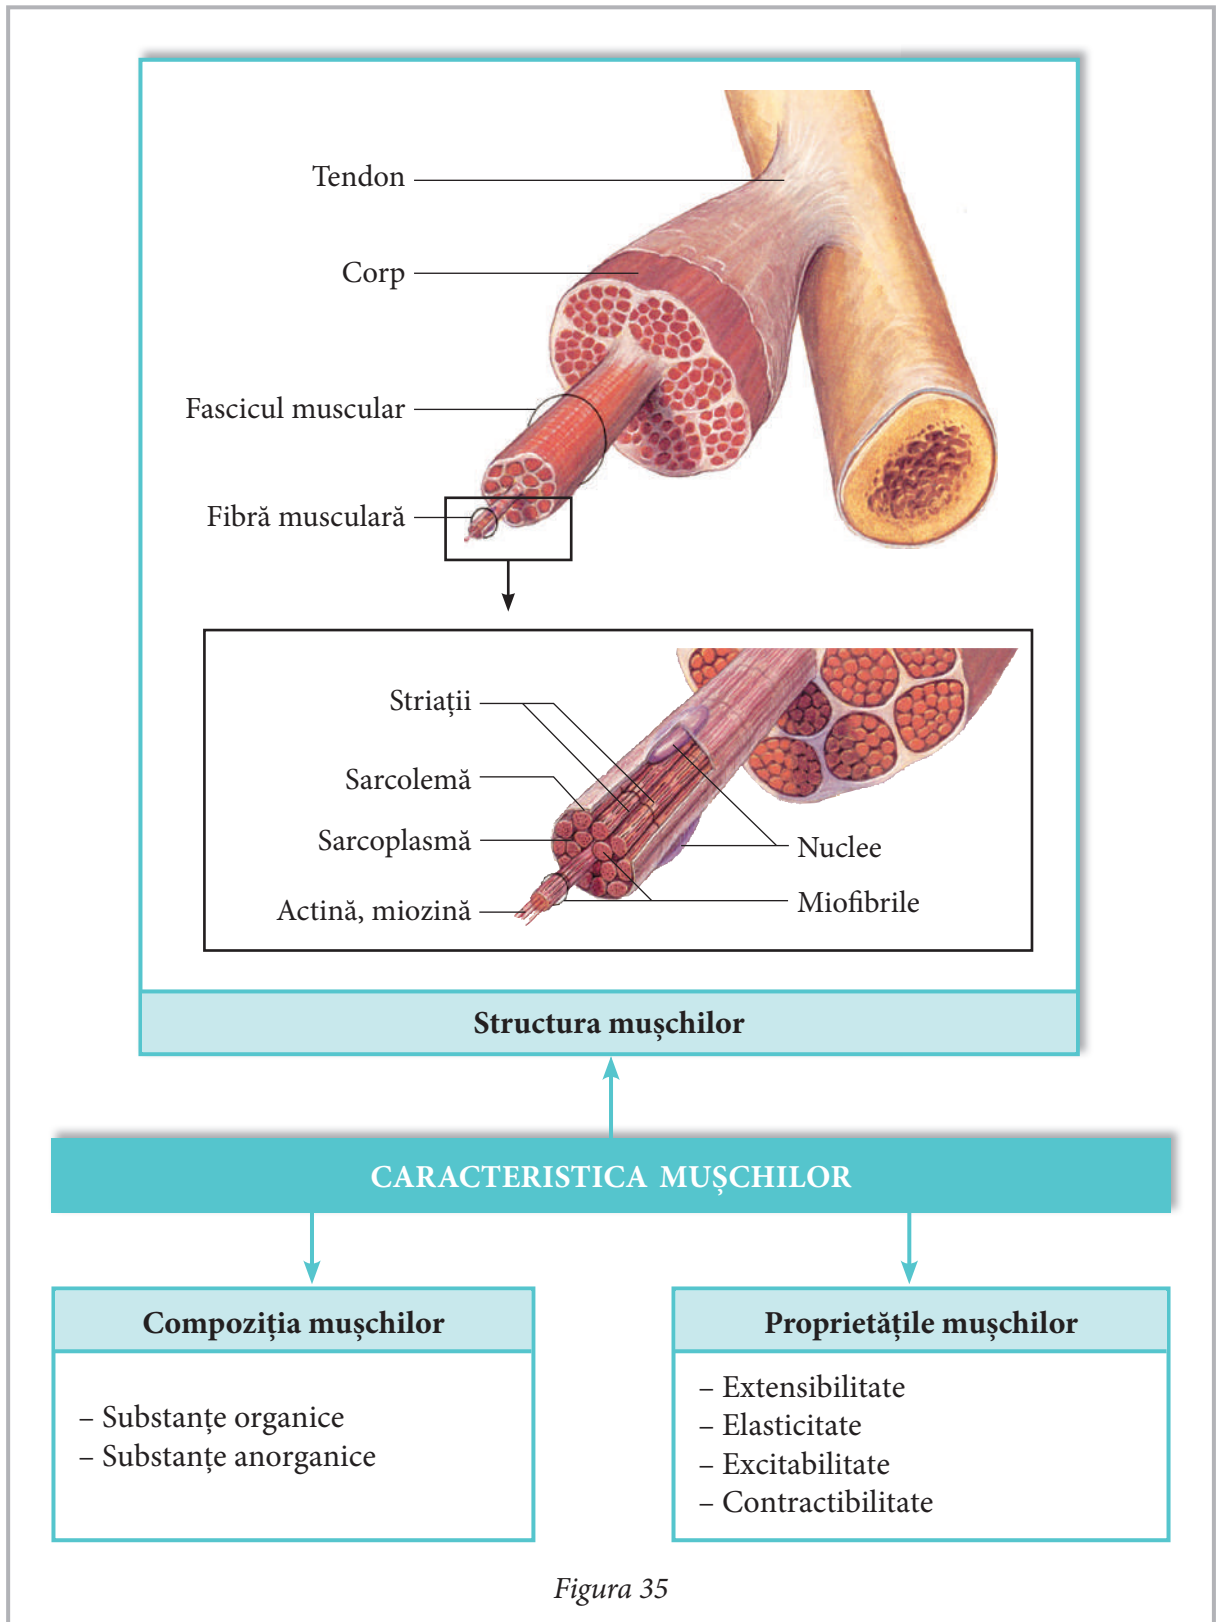 Tendon
Corp
Fascicul muscular
Fibră musculară
Striații
Sarcolemă
Sarcoplasmă
Nuclee
Actină, miozină
Miofibrile
Structura mușchilor
CARACTERISTICA MUȘCHILOR
Compoziția mușchilor
– Substanțe organice
– Substanțe anorganice
Proprietățile mușchilor
– Extensibilitate
– Elasticitate
– Excitabilitate
– Contractibilitate
Figura 35